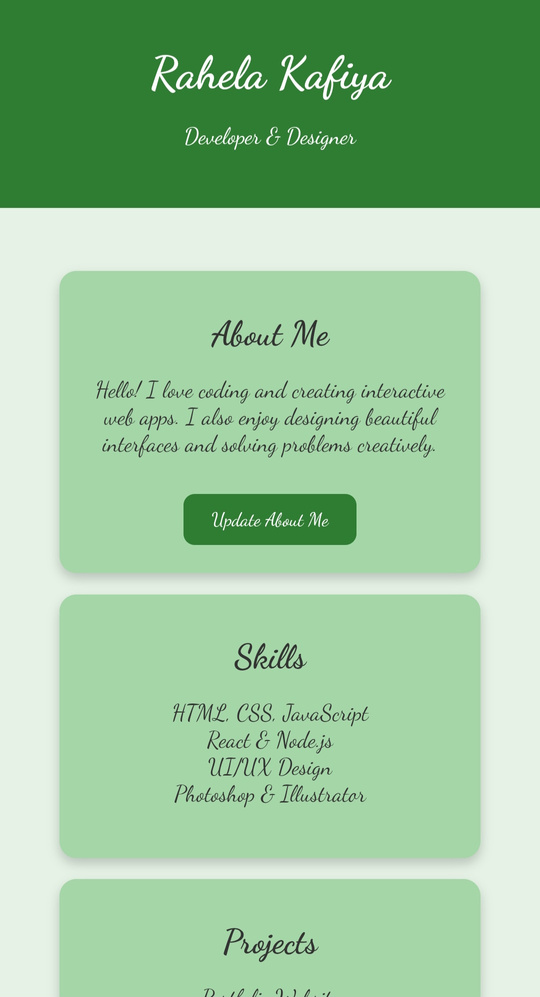 Rahela Kafiya
Developer & Designer
About Me
Hello! I love coding and creating interactive
web apps. I also enjoy designing beautiful
interfaces and solving problems creatively.
Update About Me
Skills
HTML, CSS, JavaScript
React & Node.js
UI/UX Design
Photoshop & Illustrator
Projects
Portfolio Website